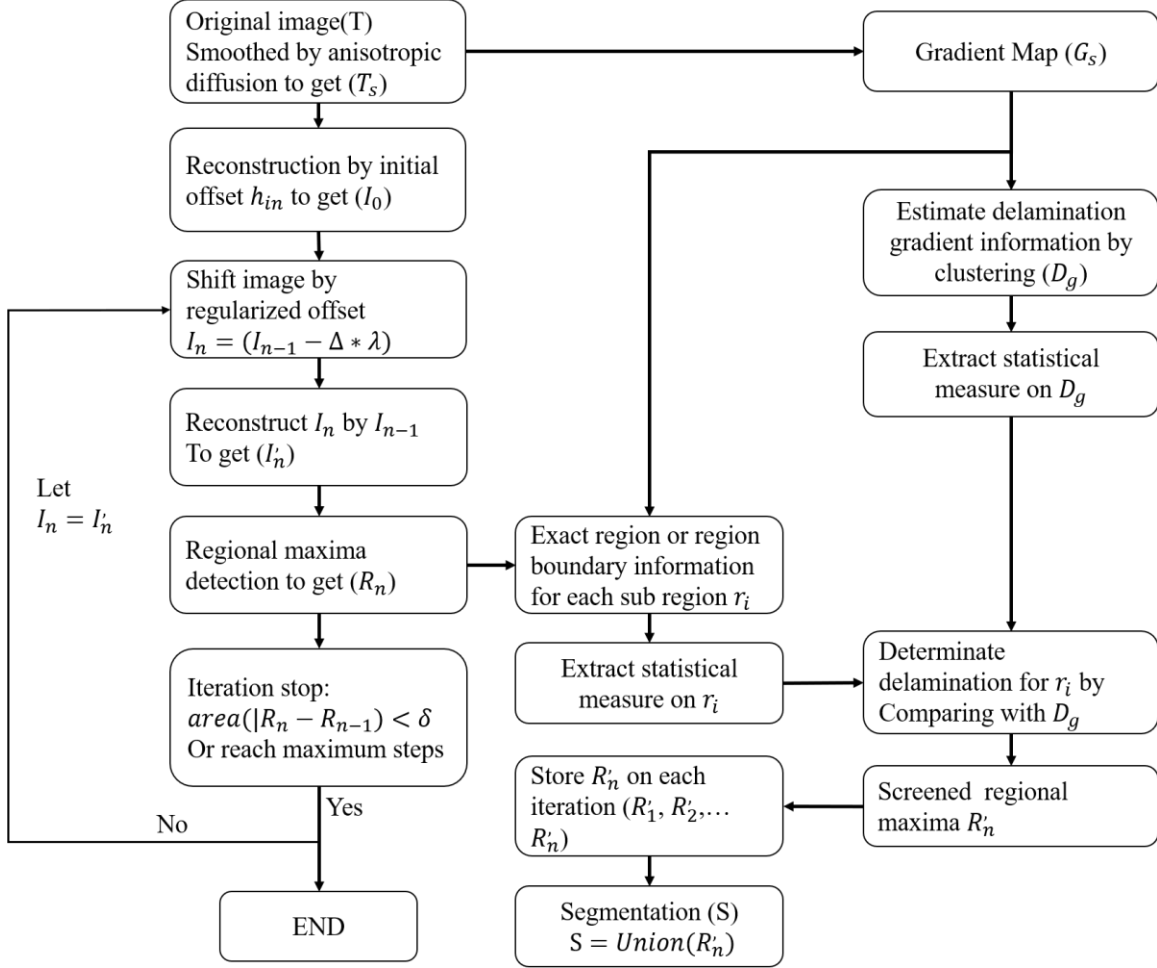 Original image(T)
Smoothed by anisotropic
diffusion to get (T_s)
Gradient Map (G_s)
Reconstruction by initial
offset h_{in} to get (I_0)
Estimate delamination
gradient information by
clustering (D_g)
Shift image by
regularized offset
I_n = (I_{n-1} − Δ * λ)
Extract statistical
measure on D_g
Reconstruct I_n by I_{n-1}
To get (I'_n)
Let
I_n = I'_n
Regional maxima
detection to get (R_n)
Exact region or region
boundary information
for each sub region r_i
Iteration stop:
area(|R_n − R_{n-1}) < δ
Or reach maximum steps
Extract statistical
measure on r_i
Determinate
delamination for r_i by
Comparing with D_g
Yes
No
Store R'_n on each
iteration (R'_1, R'_2,…
R'_n)
Screened regional
maxima R'_n
END
Segmentation (S)
S = Union(R'_n)